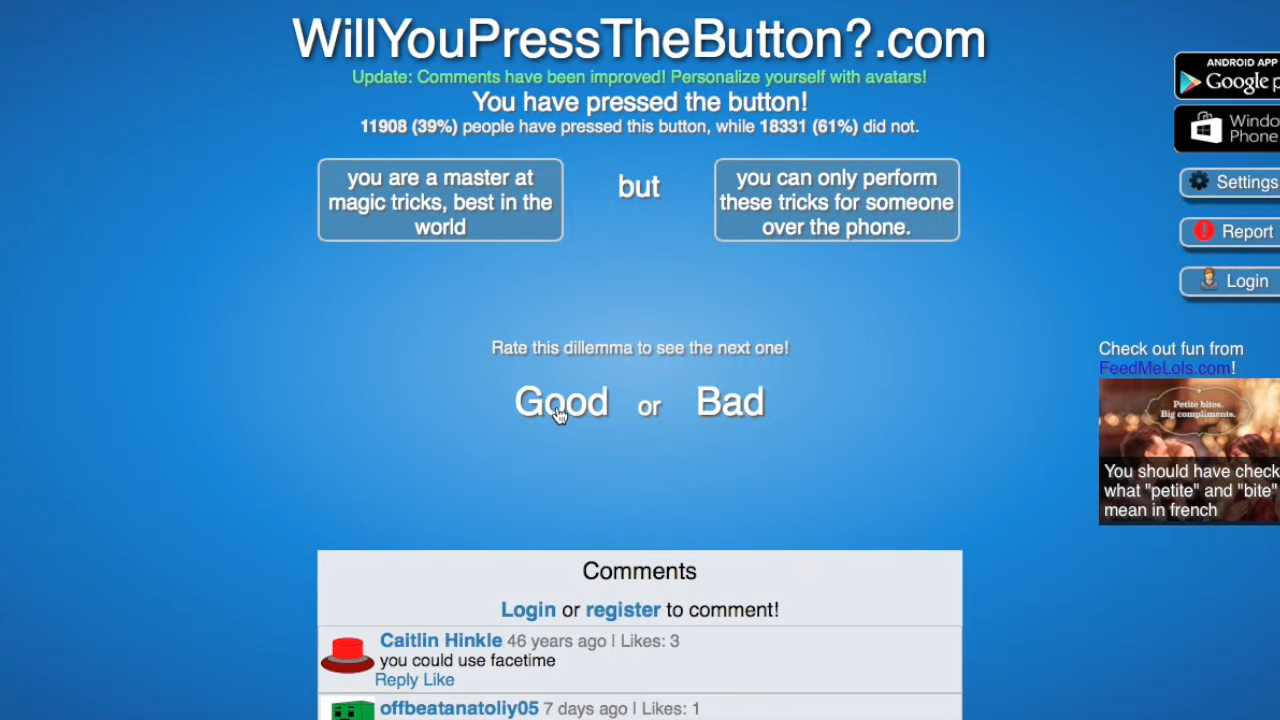 WillYouPressTheButton?.com
Update: Comments have been improved! Personalize yourself with avatars!
You have pressed the button!
11908 (39%) people have pressed this button, while 18331 (61%) did not.
you are a master at
magic tricks, best in the
world
but
you can only perform
these tricks for someone
over the phone.
Rate this dillemma to see the next one!
Good or Bad
Comments
Login or register to comment!
Caitlin Hinkle 46 years ago | Likes: 3
you could use facetime
Reply Like
offbeatanatoliy05 7 days ago | Likes: 1
ANDROID APP
Google p
Windo
Phone
Settings
Report
Login
Check out fun from
FeedMeLols.com!
Petite bites.
Big compliments.
You should have check
what "petite" and "bite"
mean in french